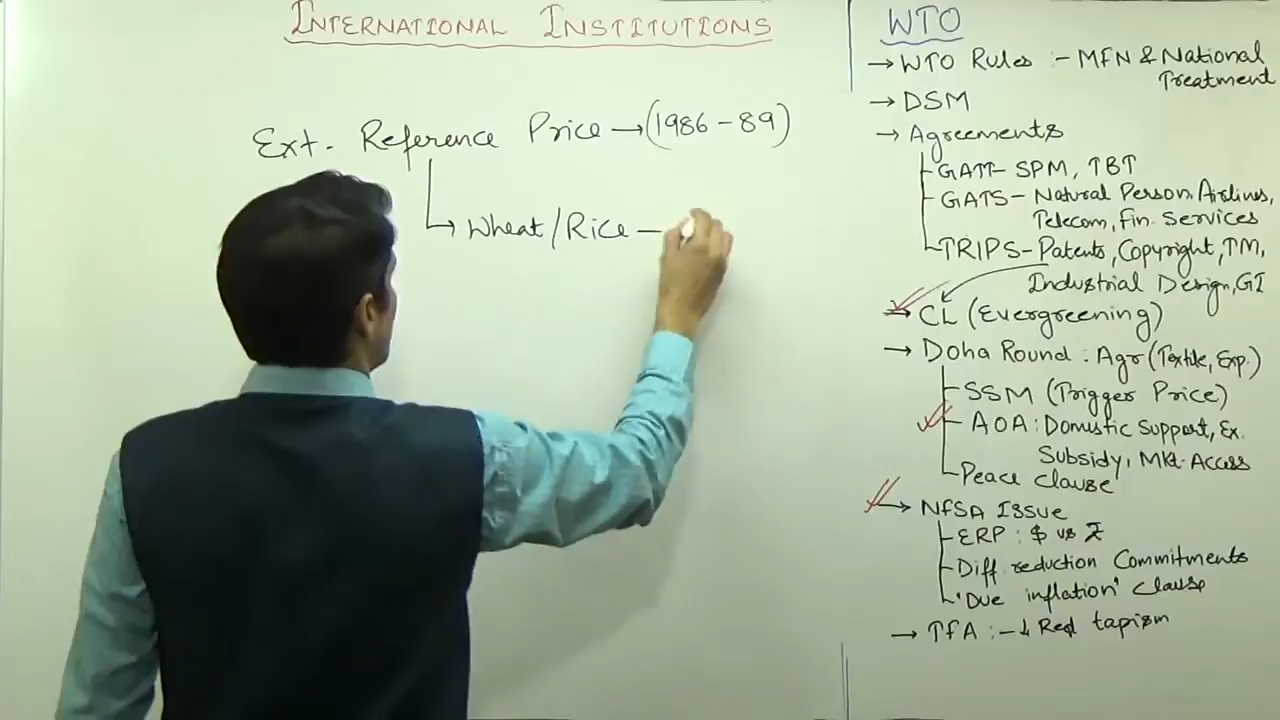 INTERNATIONAL INSTITUTIONS
Ext. Reference Price → (1986 - 89)
→ Wheat/Rice —
WTO
→ WTO Rules :- MFN & National
Treatment
→ DSM
→ Agreements
GATT- SPM, TBT
GATS - Natural Person, Airlines,
Telecom, Fin. Services
TRIPS - Patents, Copyright, TM,
Industrial Design, GI
→ CL (Evergreening)
→ Doha Round : Agr (Textile, Exp.)
SSM (Trigger Price)
AOA : Domestic Support, Ex.
Subsidy, Mkt-Access
Peace Clause
→ NFSA Issue
ERP : $ vs ₹
Diff reduction Commitments
'Due inflation' Clause
→ TFA :- ↓ Red tapism